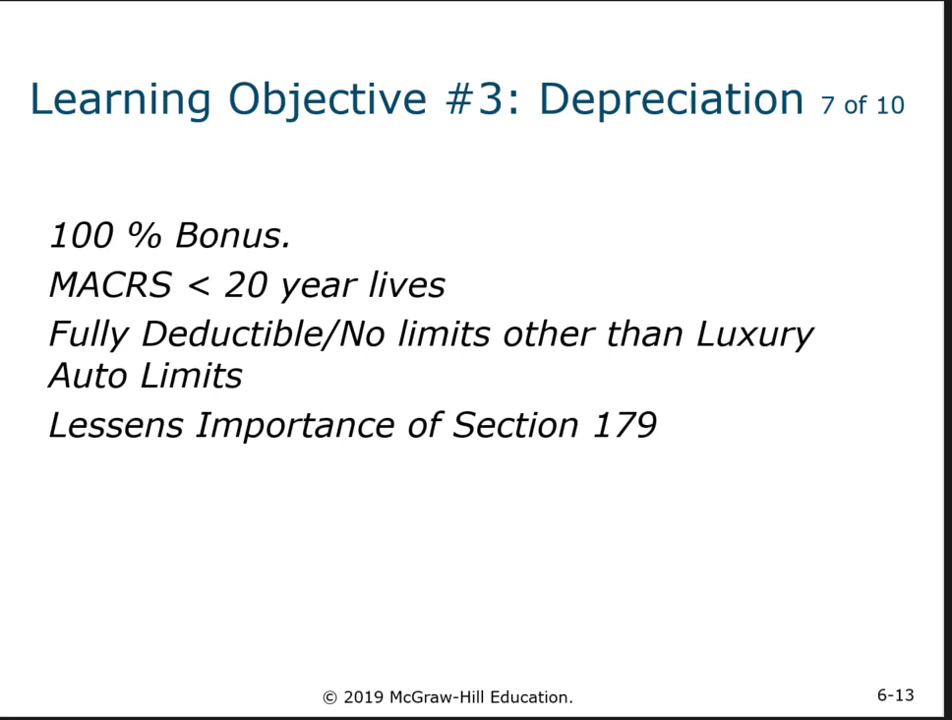 Learning Objective #3: Depreciation 7 of 10
100 % Bonus.
MACRS < 20 year lives
Fully Deductible/No limits other than Luxury
Auto Limits
Lessens Importance of Section 179
© 2019 McGraw-Hill Education.
6-13